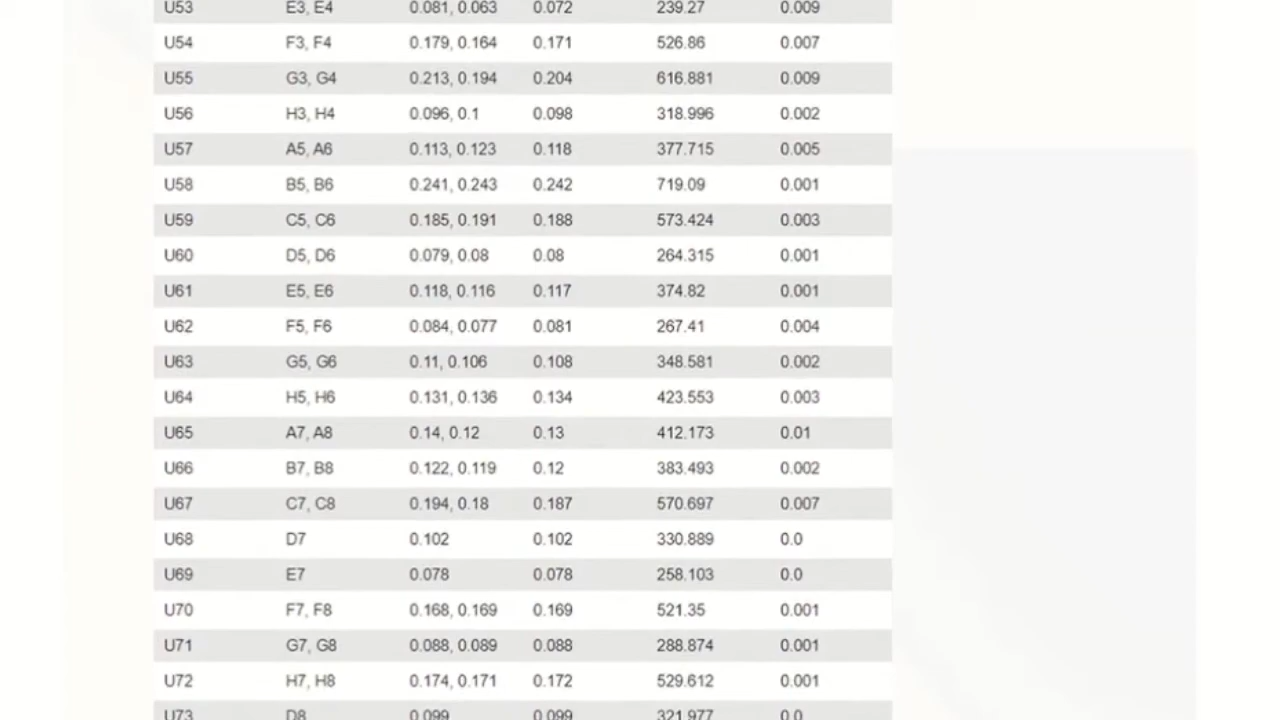 U53 E3, E4 0.081, 0.063 0.072 239.27 0.009
U54 F3, F4 0.179, 0.164 0.171 526.86 0.007
U55 G3, G4 0.213, 0.194 0.204 616.881 0.009
U56 H3, H4 0.096, 0.1 0.098 318.996 0.002
U57 A5, A6 0.113, 0.123 0.118 377.715 0.005
U58 B5, B6 0.241, 0.243 0.242 719.09 0.001
U59 C5, C6 0.185, 0.191 0.188 573.424 0.003
U60 D5, D6 0.079, 0.08 0.08 264.315 0.001
U61 E5, E6 0.118, 0.116 0.117 374.82 0.001
U62 F5, F6 0.084, 0.077 0.081 267.41 0.004
U63 G5, G6 0.11, 0.106 0.108 348.581 0.002
U64 H5, H6 0.131, 0.136 0.134 423.553 0.003
U65 A7, A8 0.14, 0.12 0.13 412.173 0.01
U66 B7, B8 0.122, 0.119 0.12 383.493 0.002
U67 C7, C8 0.194, 0.18 0.187 570.697 0.007
U68 D7 0.102 0.102 330.889 0.0
U69 E7 0.078 0.078 258.103 0.0
U70 F7, F8 0.168, 0.169 0.169 521.35 0.001
U71 G7, G8 0.088, 0.089 0.088 288.874 0.001
U72 H7, H8 0.174, 0.171 0.172 529.612 0.001
U73 D8 0.099 0.099 321.977 0.0